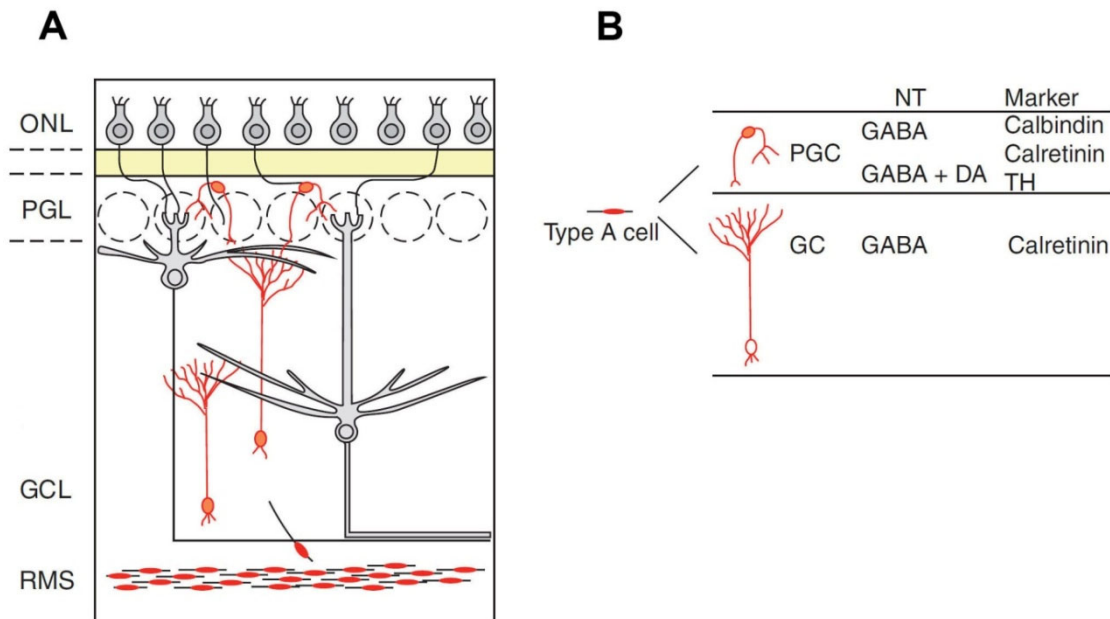 A
ONL
PGL
GCL
RMS
B
NT Marker
PGC GABA Calbindin
Calretinin
GABA + DA TH
Type A cell
GC GABA Calretinin